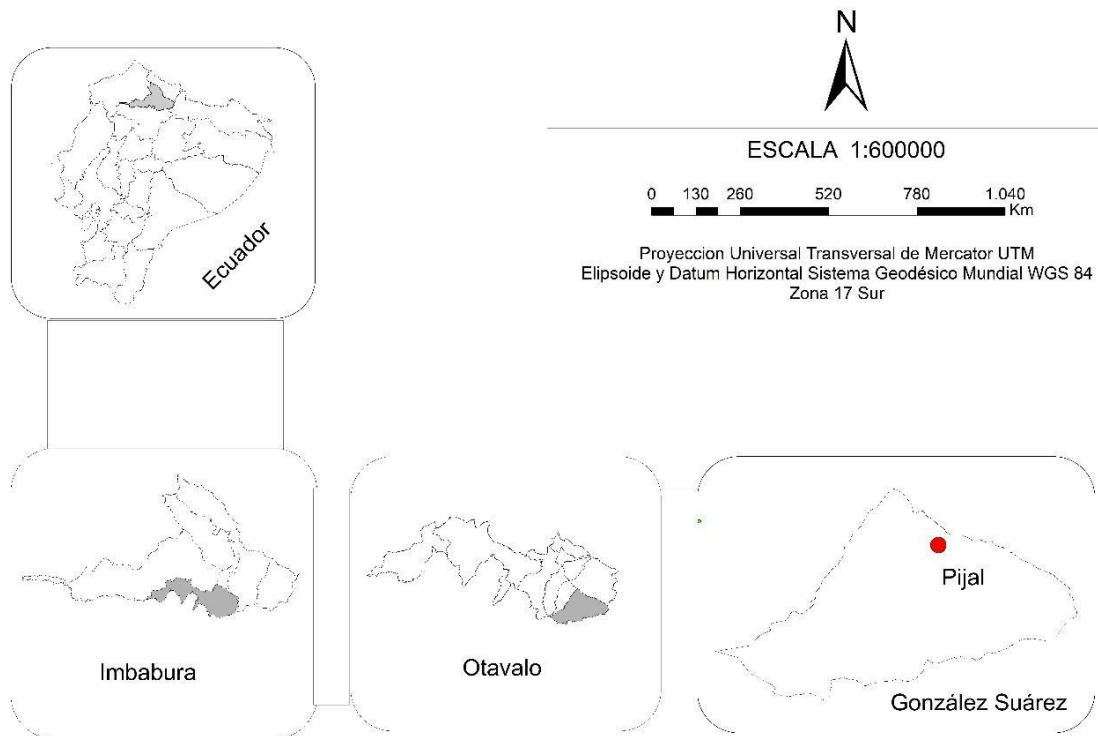 N
ESCALA 1:600000
0 130 260 520 780 1.040
Km
Proyeccion Universal Transversal de Mercator UTM
Elipsoide y Datum Horizontal Sistema Geodésico Mundial WGS 84
Zona 17 Sur
Ecuador
Imbabura
Otavalo
Pijal
González Suárez